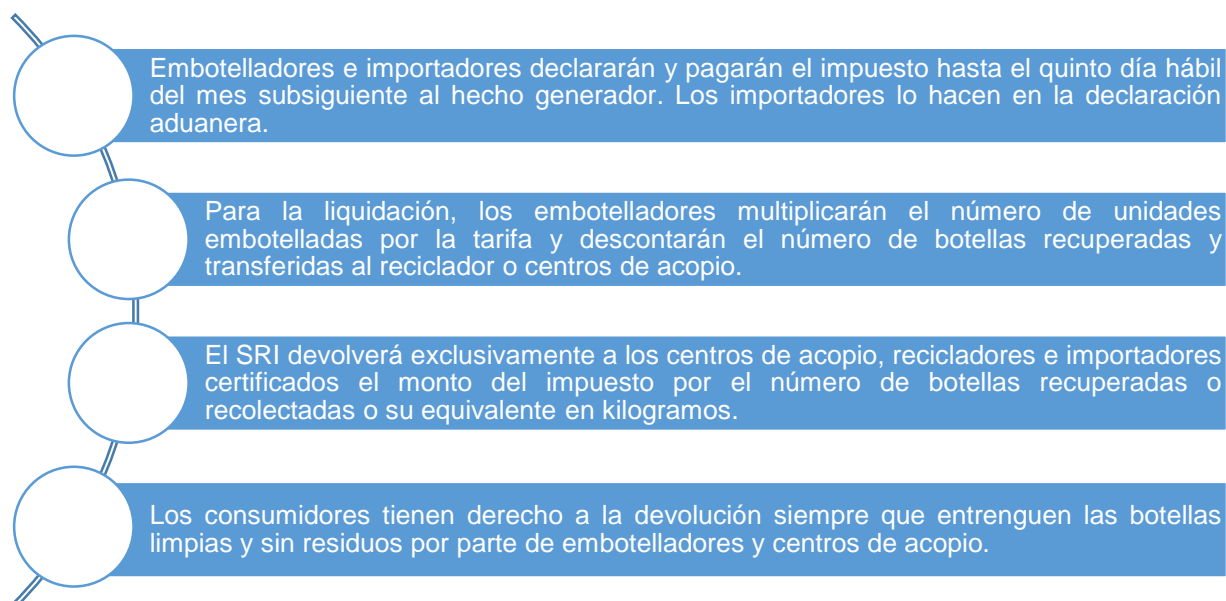 Embotelladores e importadores declararán y pagarán el impuesto hasta el quinto día hábil
del mes subsiguiente al hecho generador. Los importadores lo hacen en la declaración
aduanera.
Para la liquidación, los embotelladores multiplicarán el número de unidades
embotelladas por la tarifa y descontarán el número de botellas recuperadas y
transferidas al reciclador o centros de acopio.
El SRI devolverá exclusivamente a los centros de acopio, recicladores e importadores
certificados el monto del impuesto por el número de botellas recuperadas o
recolectadas o su equivalente en kilogramos.
Los consumidores tienen derecho a la devolución siempre que entrenguen las botellas
limpias y sin residuos por parte de embotelladores y centros de acopio.